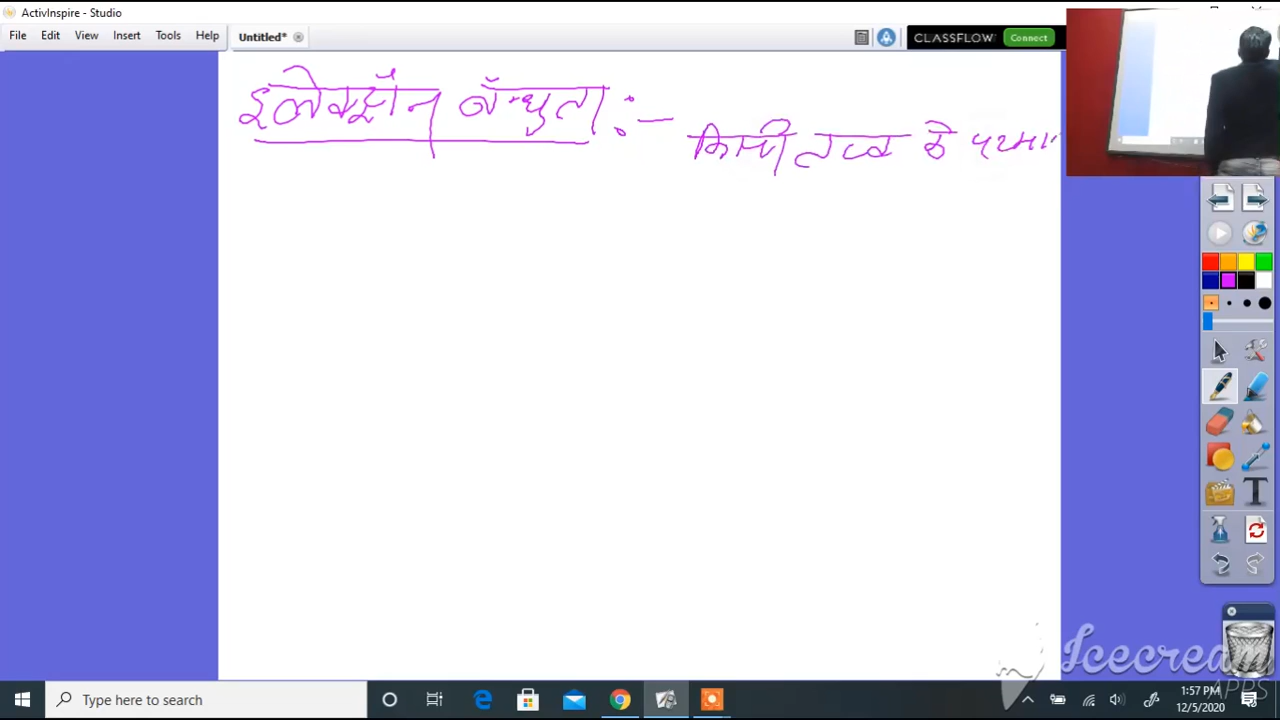 ActivInspire - Studio
File Edit View Insert Tools Help
Untitled*
CLASSFLOW Connect
इलेक्ट्रॉन बँन्धुता :-
किसी तत्व के परमा
T
Icecream
APPS
Type here to search
1:57 PM
12/5/2020